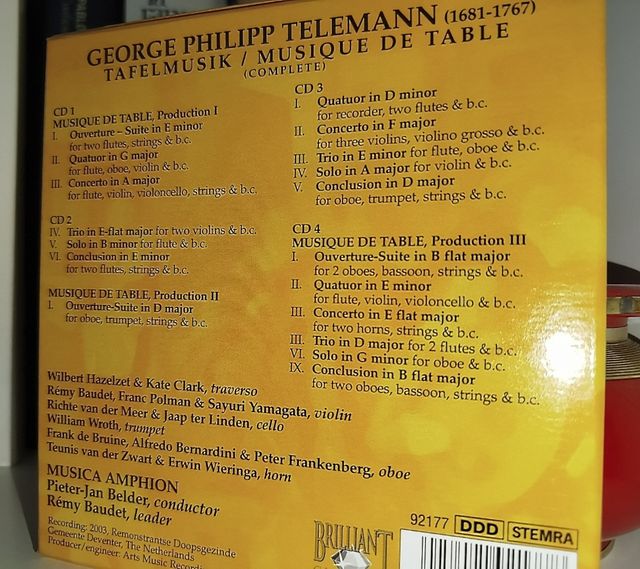 GEORGE PHILIPP TELEMANN (1681-1767)
TAFELMUSIK / MUSIQUE DE TABLE
(COMPLETE)
CD 1
MUSIQUE DE TABLE, Production I
I. Ouverture – Suite in E minor
for two flutes, strings & b.c.
II. Quatuor in G major
for flute, oboe, violin & b.c.
III. Concerto in A major
for flute, violin, violoncello, strings & b.c.
CD 2
IV. Trio in E-flat major for two violins & b.c.
V. Solo in B minor for flute & b.c.
VI. Conclusion in E minor
for two flutes, strings & b.c.
MUSIQUE DE TABLE, Production II
I. Ouverture-Suite in D major
for oboe, trumpet, strings & b.c.
CD 3
I. Quatuor in D minor
for recorder, two flutes & b.c.
II. Concerto in F major
for three violins, violino grosso & b.c.
III. Trio in E minor for flute, oboe & b.c.
IV. Solo in A major for violin & b.c.
V. Conclusion in D major
for oboe, trumpet, strings & b.c.
CD 4
MUSIQUE DE TABLE, Production III
I. Ouverture-Suite in B flat major
for 2 oboes, bassoon, strings & b.c.
II. Quatuor in E minor
for flute, violin, violoncello & b.c.
III. Concerto in E flat major
for two horns, strings & b.c.
III. Trio in D major for 2 flutes & b.c.
VI. Solo in G minor for oboe & b.c.
IX. Conclusion in B flat major
for two oboes, bassoon, strings & b.c.
Wilbert Hazelzet & Kate Clark, traverso
Rémy Baudet, Franc Polman & Sayuri Yamagata, violin
Richte van der Meer & Jaap ter Linden, cello
William Wroth, trumpet
Frank de Bruine, Alfredo Bernardini & Peter Frankenberg, oboe
Teunis van der Zwart & Erwin Wieringa, horn
MUSICA AMPHION
Pieter-Jan Belder, conductor
Rémy Baudet, leader
Recording: 2003, Remonstrantse Doopsgezinde
Gemeente Deventer, The Netherlands
Producer/engineer: Arts Music Recording
BRILLIANT
92177 DDD STEMRA